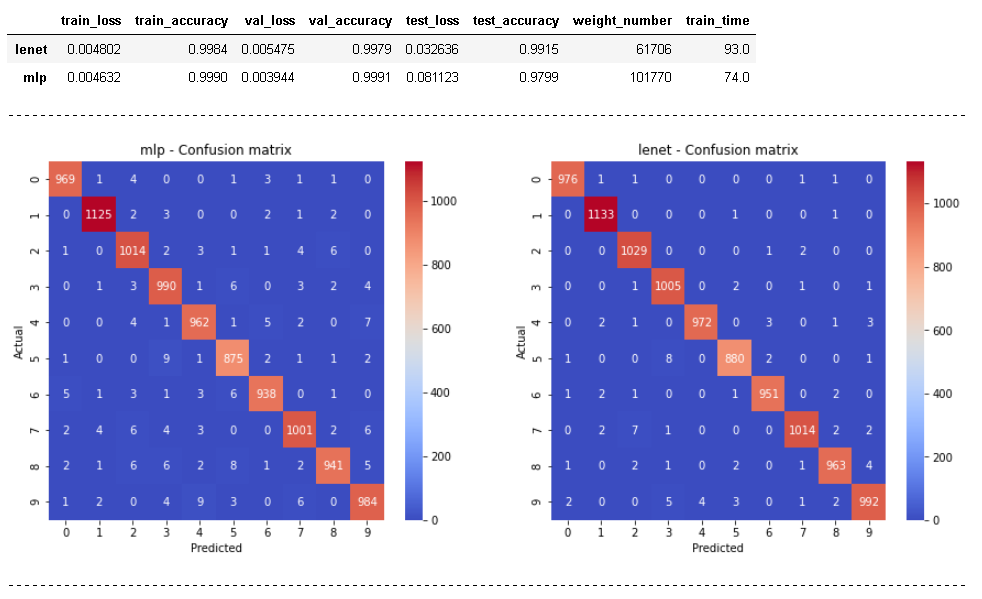 train_loss train_accuracy val_loss val_accuracy test_loss test_accuracy weight_number train_time
lenet 0.004802 0.9984 0.005475 0.9979 0.032636 0.9915 61706 93.0
mlp 0.004632 0.9990 0.003944 0.9991 0.081123 0.9799 101770 74.0
mlp - Confusion matrix
0 969 1 4 0 0 1 3 1 1 0
1 0 1125 2 3 0 0 2 1 2 0
2 1 0 1014 2 3 1 1 4 6 0
3 0 1 3 990 1 6 0 3 2 4
4 0 0 4 1 962 1 5 2 0 7
5 1 0 0 9 1 875 2 1 1 2
6 5 1 3 1 3 6 938 0 1 0
7 2 4 6 4 3 0 0 1001 2 6
8 2 1 6 6 2 8 1 2 941 5
9 1 2 0 4 9 3 0 6 0 984
0 1 2 3 4 5 6 7 8 9
Actual
Predicted
1000
800
600
400
200
0
lenet - Confusion matrix
0 976 1 1 0 0 0 0 1 1 0
1 0 1133 0 0 0 1 0 0 1 0
2 0 0 1029 0 0 0 1 2 0 0
3 0 0 1 1005 0 2 0 1 0 1
4 0 2 1 0 972 0 3 0 1 3
5 1 0 0 8 0 880 2 0 0 1
6 1 2 1 0 0 1 951 0 2 0
7 0 2 7 1 0 0 0 1014 2 2
8 1 0 2 1 0 2 0 1 963 4
9 2 0 0 5 4 3 0 1 2 992
0 1 2 3 4 5 6 7 8 9
Actual
Predicted
1000
800
600
400
200
0